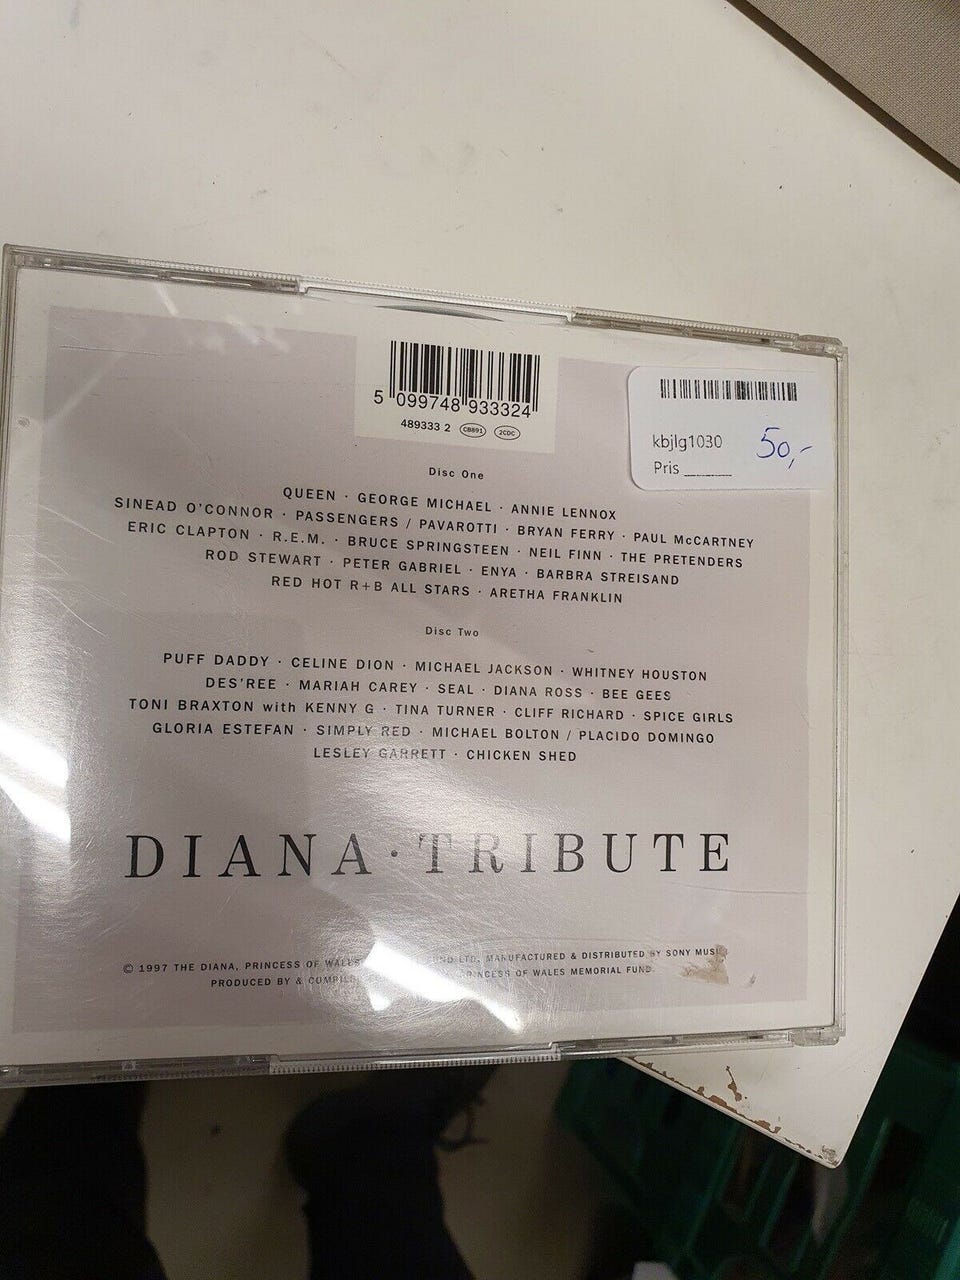 5 099748 933324
489333 2 CB891 2CDC
kbjlg1030
50,-
Pris ______
Disc One
QUEEN · GEORGE MICHAEL · ANNIE LENNOX
SINEAD O'CONNOR · PASSENGERS / PAVAROTTI · BRYAN FERRY · PAUL McCARTNEY
ERIC CLAPTON · R.E.M. · BRUCE SPRINGSTEEN · NEIL FINN · THE PRETENDERS
ROD STEWART · PETER GABRIEL · ENYA · BARBRA STREISAND
RED HOT R+B ALL STARS · ARETHA FRANKLIN
Disc Two
PUFF DADDY · CELINE DION · MICHAEL JACKSON · WHITNEY HOUSTON
DES'REE · MARIAH CAREY · SEAL · DIANA ROSS · BEE GEES
TONI BRAXTON with KENNY G · TINA TURNER · CLIFF RICHARD · SPICE GIRLS
GLORIA ESTEFAN · SIMPLY RED · MICHAEL BOLTON / PLACIDO DOMINGO
LESLEY GARRETT · CHICKEN SHED
DIANA · TRIBUTE
© 1997 THE DIANA, PRINCESS OF WALES FUND LTD, MANUFACTURED & DISTRIBUTED BY SONY MUSIC
PRODUCED BY & PRINCESS OF WALES MEMORIAL FUND